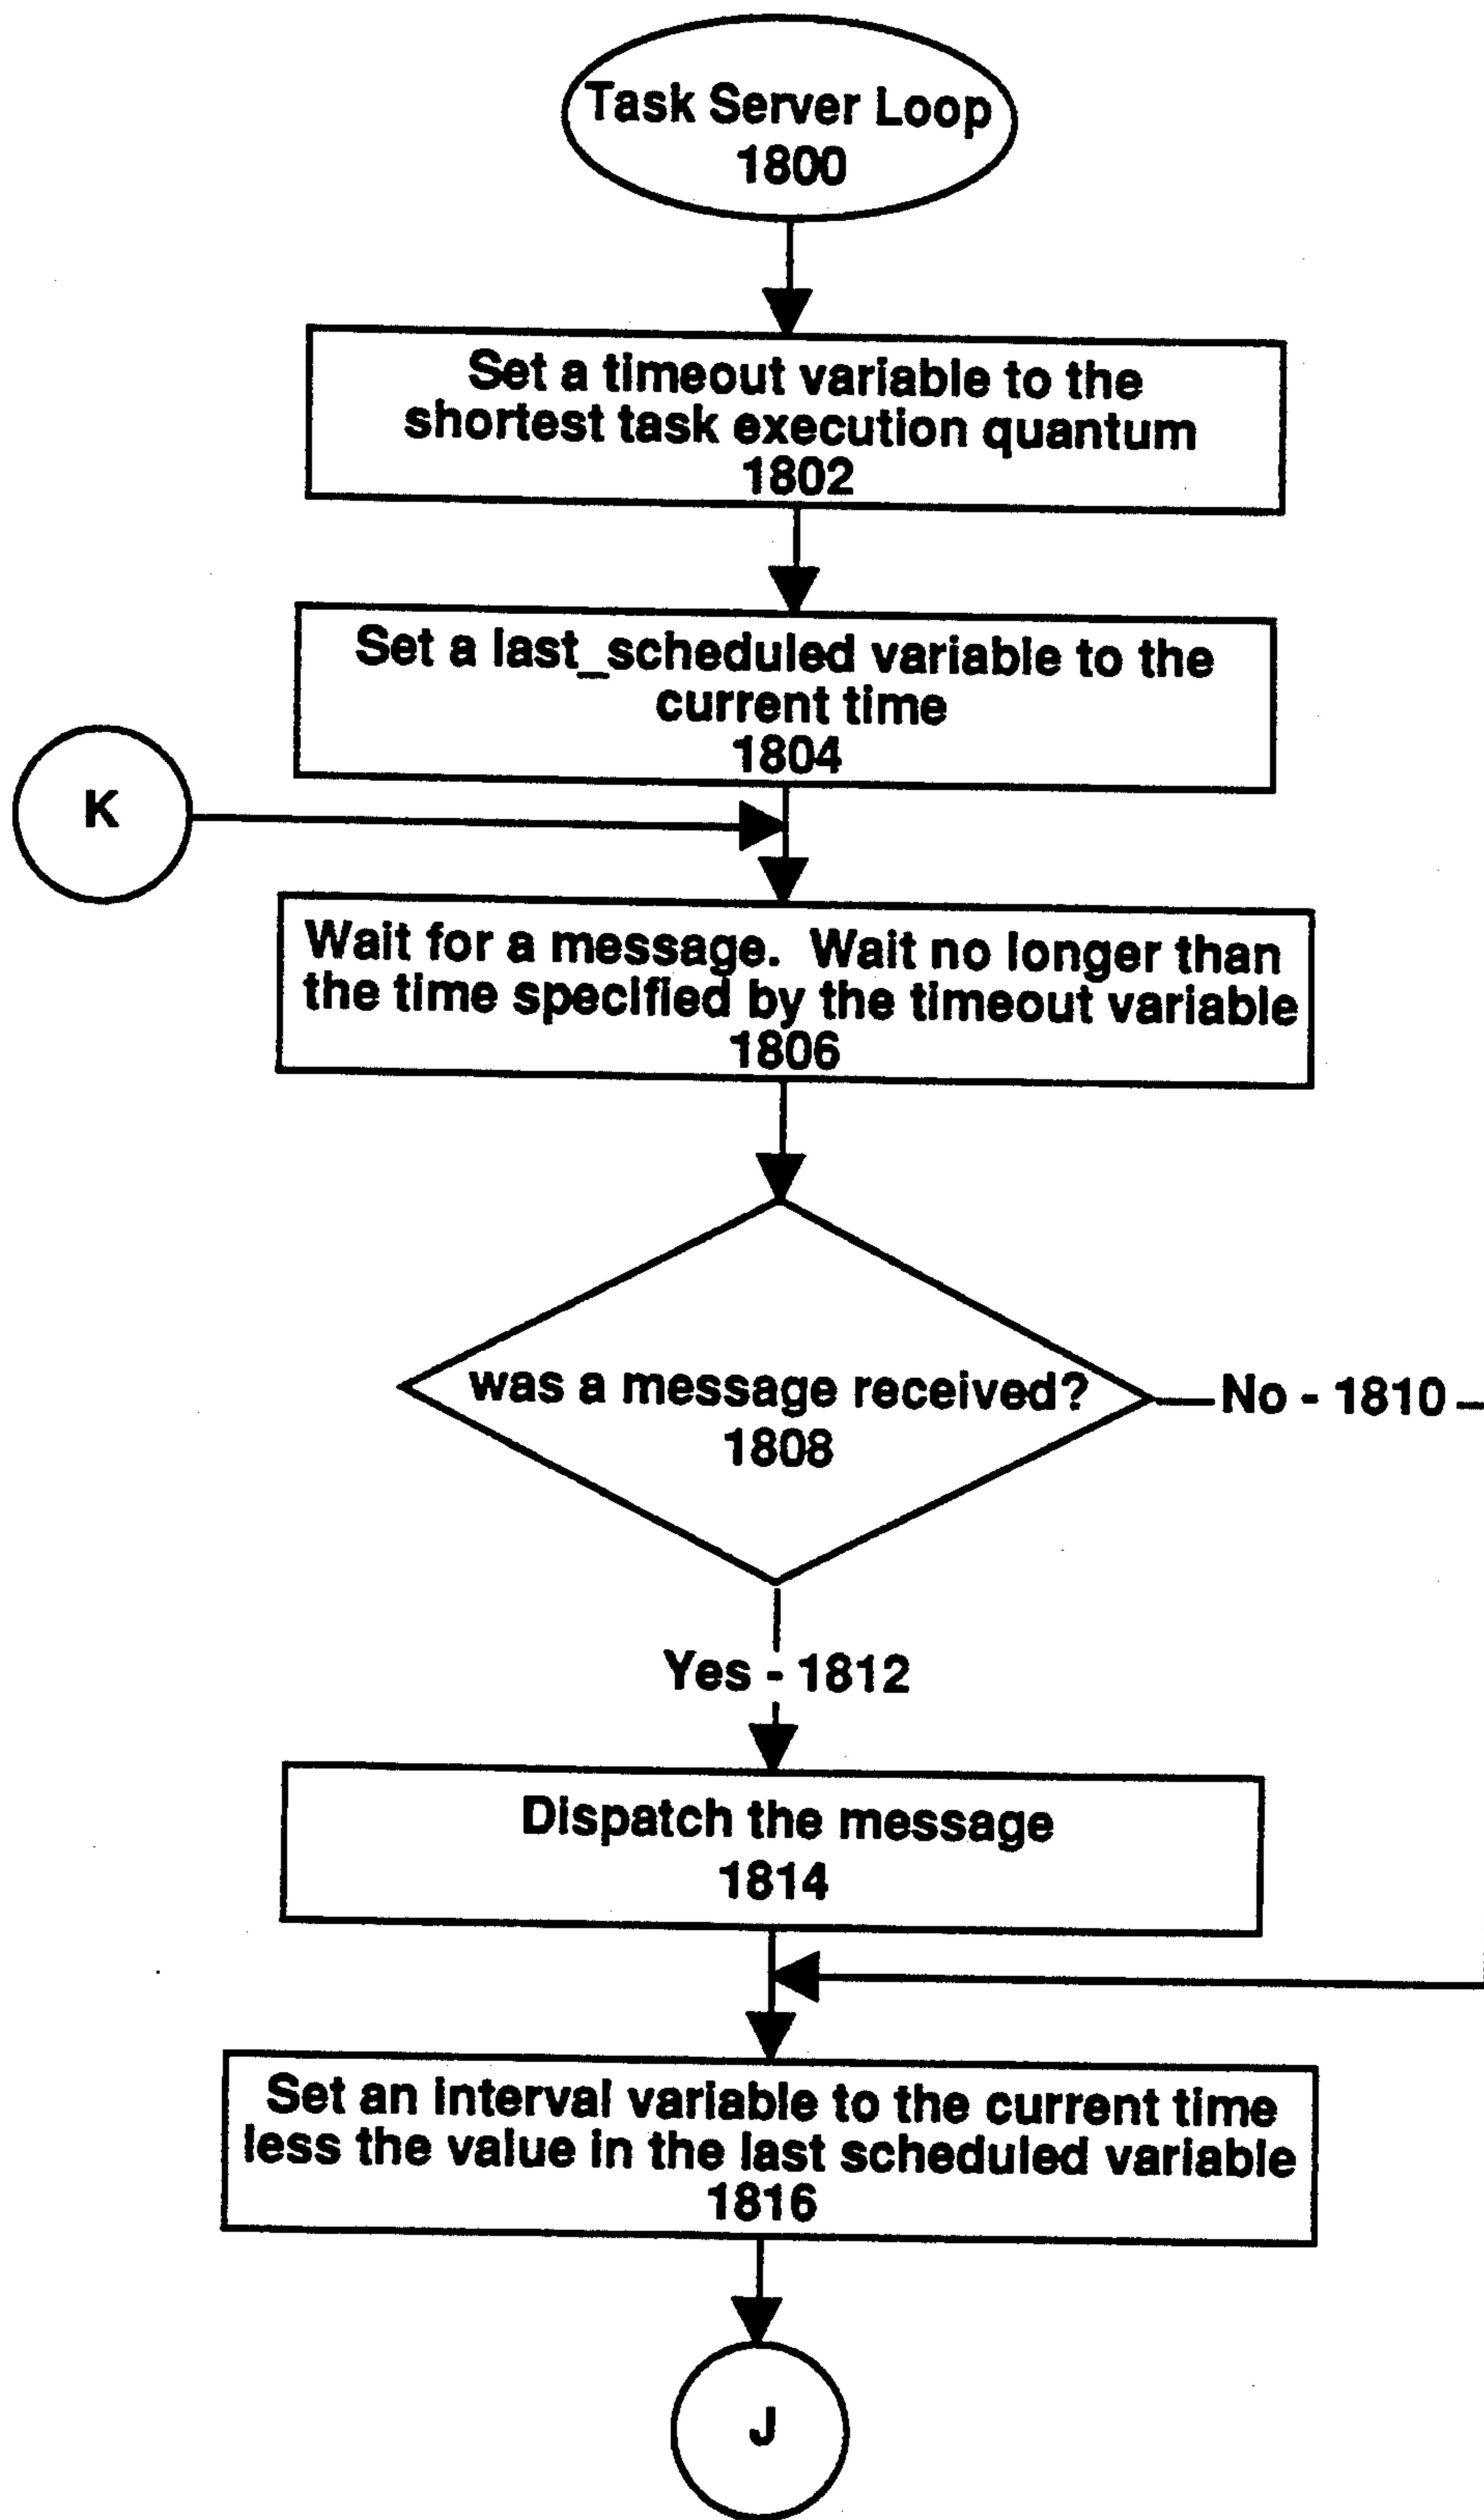 Task Server Loop
1800
Set a timeout variable to the
shortest task execution quantum
1802
Set a last_scheduled variable to the
current time
1804
K
Wait for a message.  Wait no longer than
the time specified by the timeout variable
1806
was a message received?
1808
No - 1810
Yes - 1812
Dispatch the message
1814
Set an interval variable to the current time
less the value in the last scheduled variable
1816
J